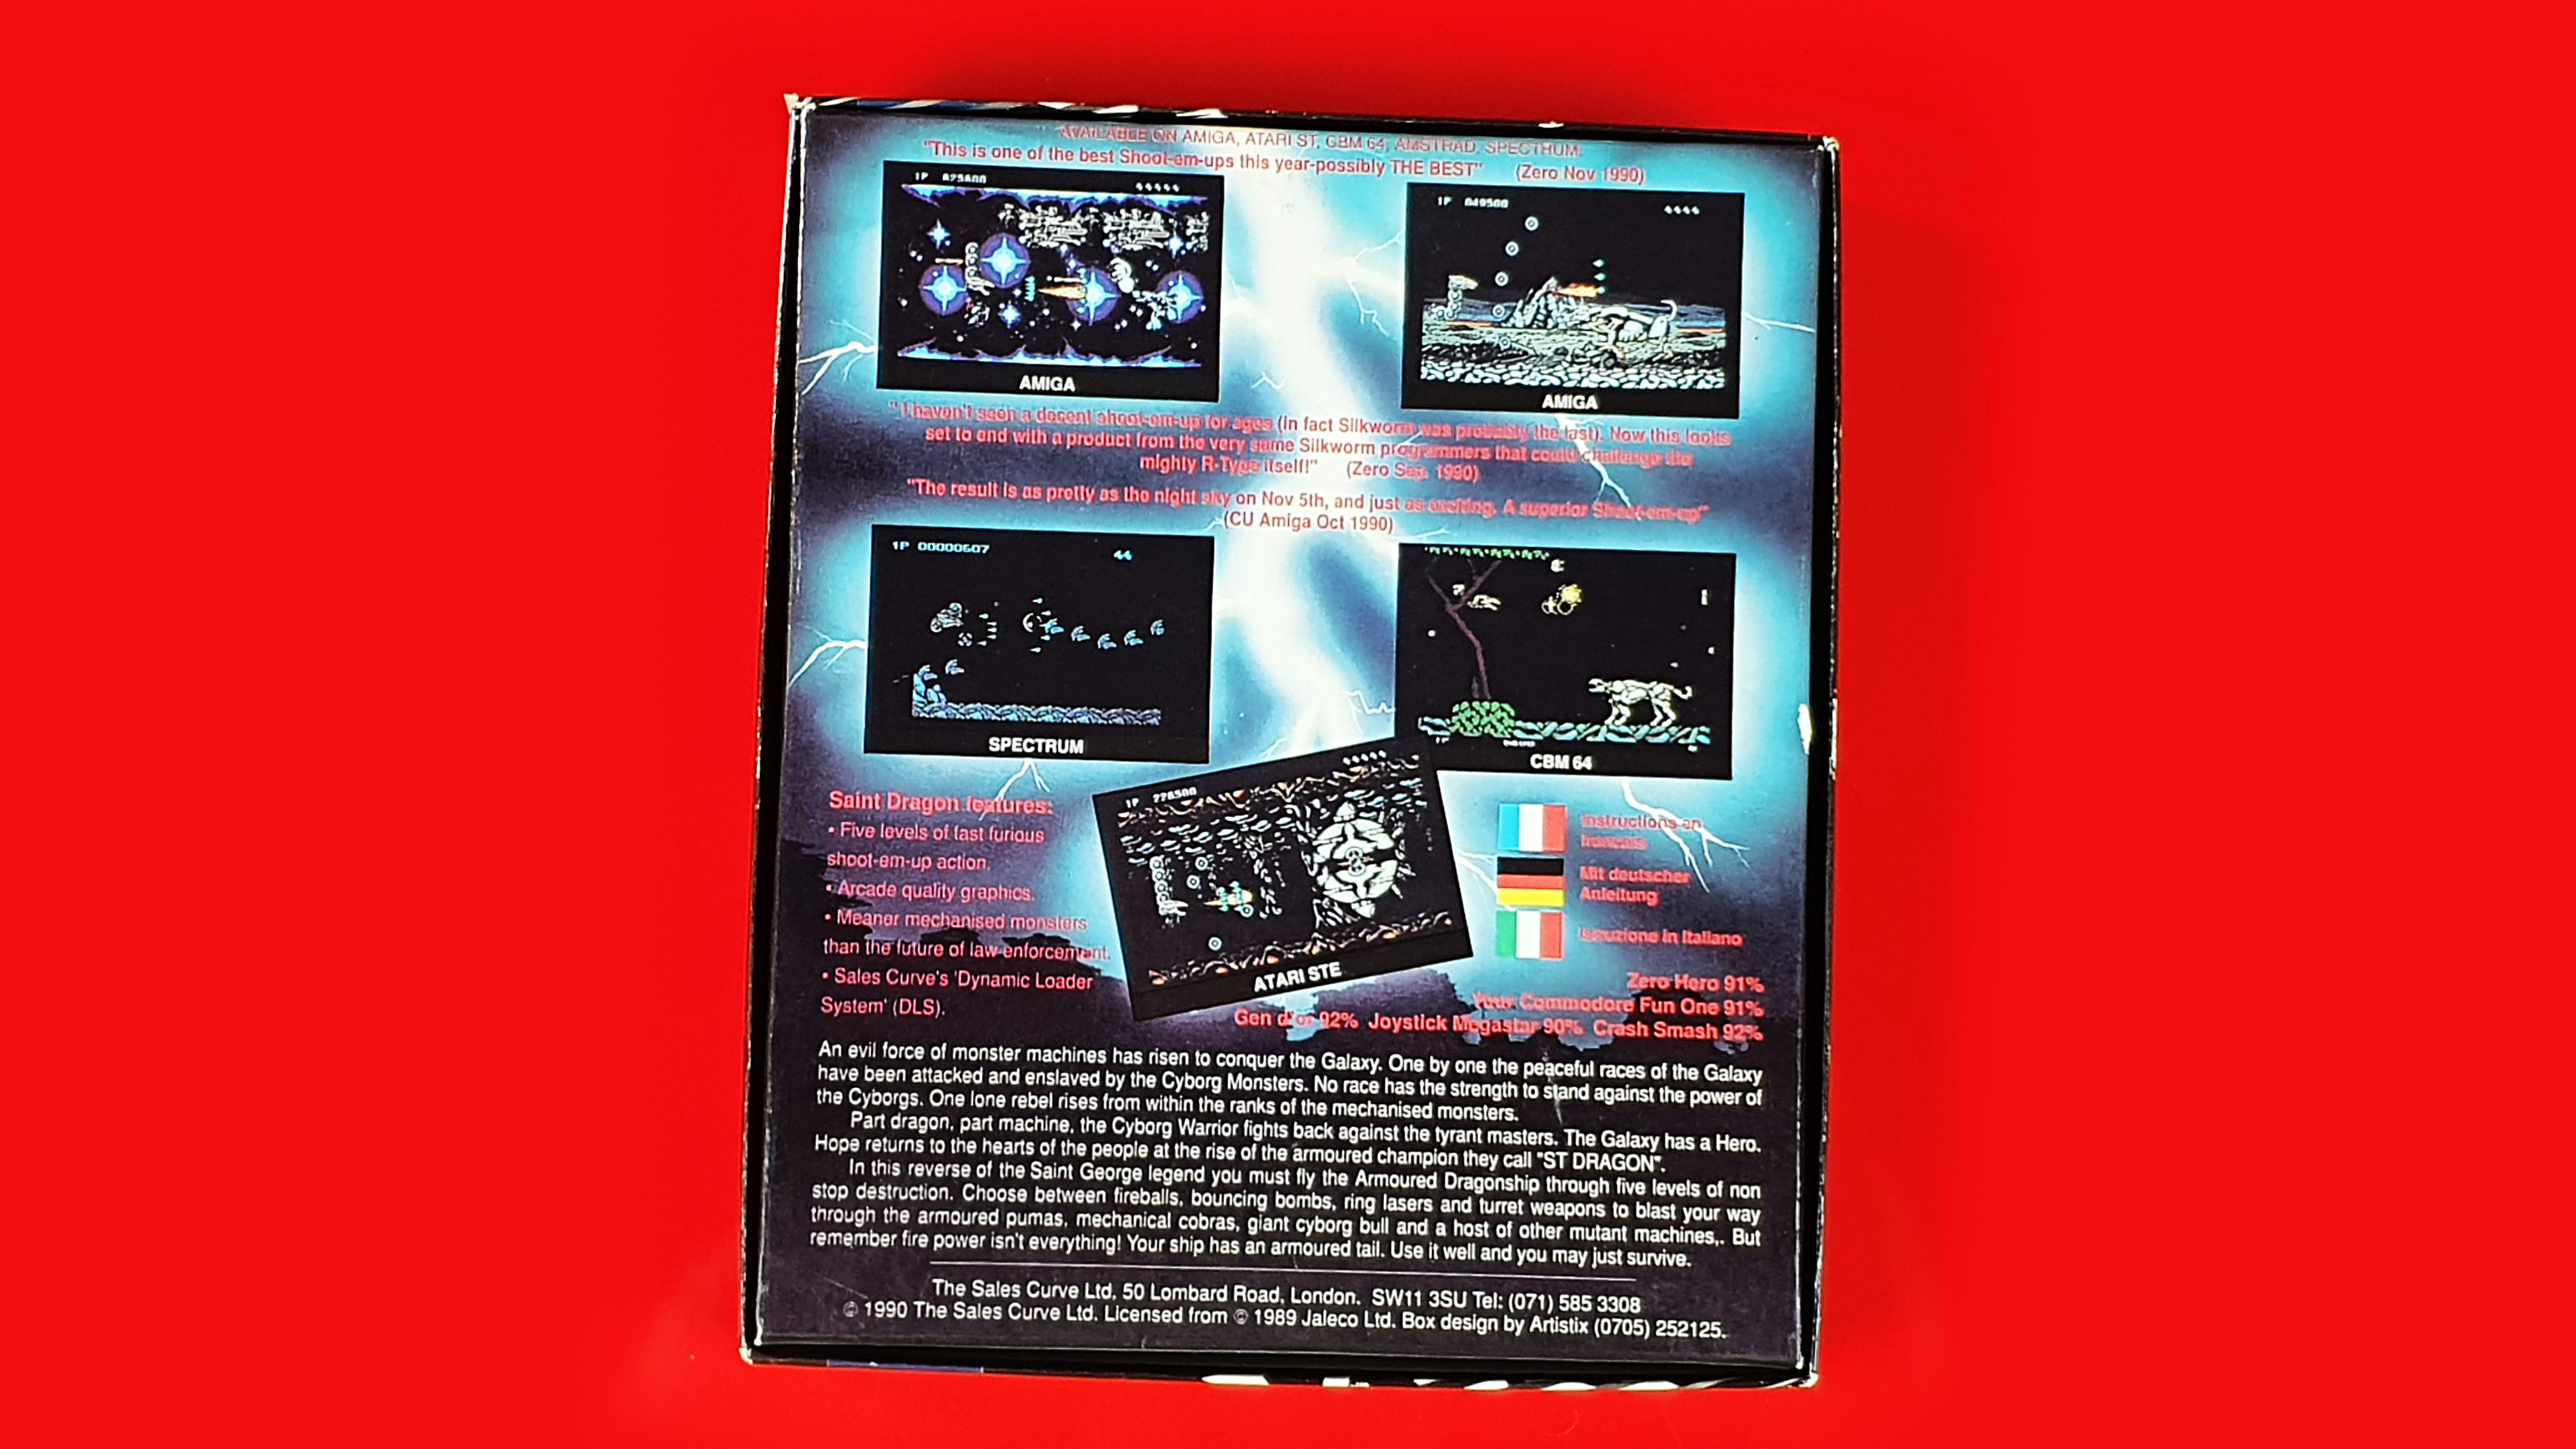 AVAILABLE ON AMIGA, ATARI ST, CBM 64, AMSTRAD, SPECTRUM.
"This is one of the best Shoot-em-ups this year-possibly THE BEST" (Zero Nov 1990)
1P 625600
1P 049500
AMIGA
AMIGA
" I haven't seen a decent shoot-em-up for ages (in fact Silkworm was probably the last). Now this looks
set to end with a product from the very same Silkworm programmers that could challenge the
mighty R-Type itself!" (Zero Sep. 1990)
"The result is as pretty as the night sky on Nov 5th, and just as exciting. A superior Shoot-em-up"
(CU Amiga Oct 1990)
1P 00000607
44
SPECTRUM
CBM 64
1P 226500
ATARI STE
Saint Dragon features:
• Five levels of fast furious
shoot-em-up action.
• Arcade quality graphics.
• Meaner mechanised monsters
than the future of law-enforcement.
• Sales Curve's 'Dynamic Loader
System' (DLS).
Instructions en
francais
Mit deutscher
Anleitung
Istruzione in Italiano
Zero Hero 91%
Your Commodore Fun One 91%
Gen d'or 92% Joystick Megastar 90% Crash Smash 92%
An evil force of monster machines has risen to conquer the Galaxy. One by one the peaceful races of the Galaxy
have been attacked and enslaved by the Cyborg Monsters. No race has the strength to stand against the power of
the Cyborgs. One lone rebel rises from within the ranks of the mechanised monsters.
Part dragon, part machine, the Cyborg Warrior fights back against the tyrant masters. The Galaxy has a Hero.
Hope returns to the hearts of the people at the rise of the armoured champion they call "ST DRAGON".
In this reverse of the Saint George legend you must fly the Armoured Dragonship through five levels of non
stop destruction. Choose between fireballs, bouncing bombs, ring lasers and turret weapons to blast your way
through the armoured pumas, mechanical cobras, giant cyborg bull and a host of other mutant machines,. But
remember fire power isn't everything! Your ship has an armoured tail. Use it well and you may just survive.
The Sales Curve Ltd, 50 Lombard Road, London. SW11 3SU Tel: (071) 585 3308
© 1990 The Sales Curve Ltd. Licensed from © 1989 Jaleco Ltd. Box design by Artistix (0705) 252125.